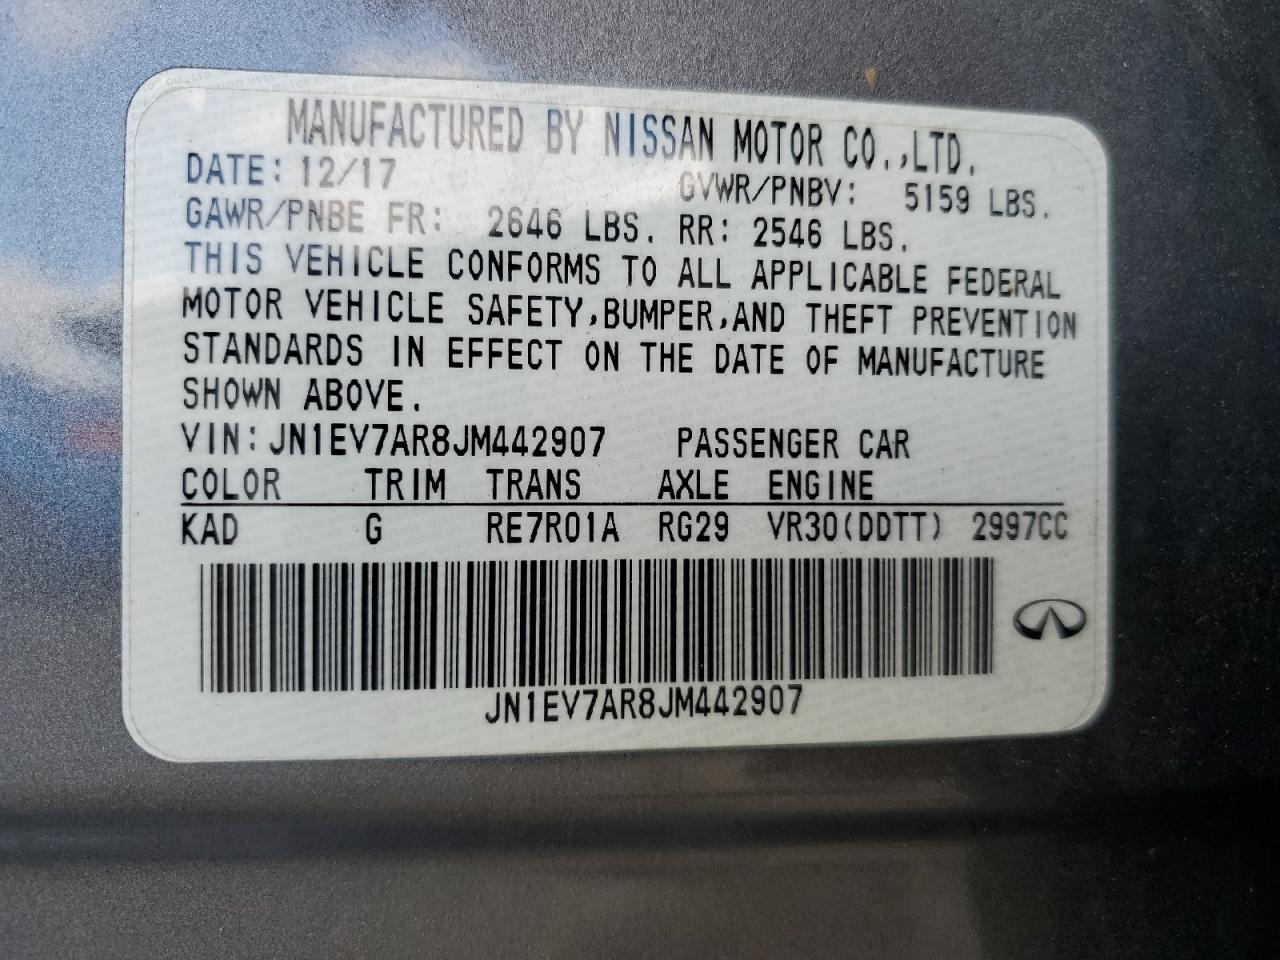 MANUFACTURED BY NISSAN MOTOR CO.,LTD.
DATE: 12/17 GVWR/PNBV: 5159 LBS.
GAWR/PNBE FR: 2646 LBS. RR: 2546 LBS.
THIS VEHICLE CONFORMS TO ALL APPLICABLE FEDERAL
MOTOR VEHICLE SAFETY,BUMPER,AND THEFT PREVENTION
STANDARDS IN EFFECT ON THE DATE OF MANUFACTURE
SHOWN ABOVE.
VIN:JN1EV7AR8JM442907 PASSENGER CAR
COLOR TRIM TRANS AXLE ENGINE
KAD G RE7R01A RG29 VR30(DDTT) 2997CC
JN1EV7AR8JM442907